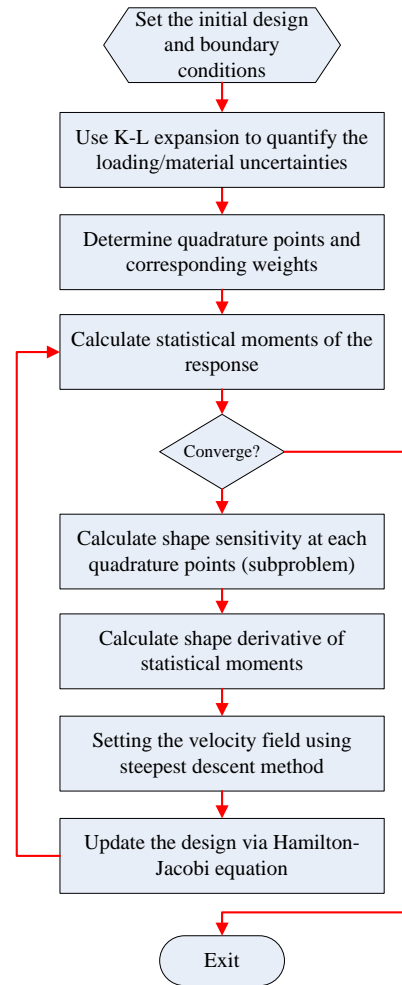 Set the initial design
and boundary
conditions
Use K-L expansion to quantify the
loading/material uncertainties
Determine quadrature points and
corresponding weights
Calculate statistical moments of the
response
Converge?
Calculate shape sensitivity at each
quadrature points (subproblem)
Calculate shape derivative of
statistical moments
Setting the velocity field using
steepest descent method
Update the design via Hamilton-
Jacobi equation
Exit